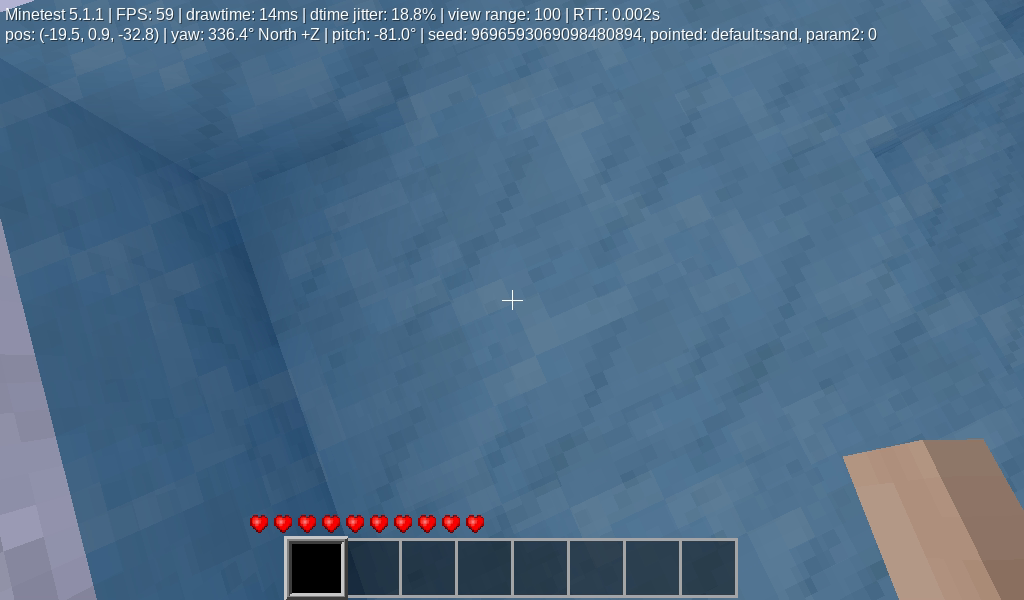 Minetest 5.1.1 | FPS: 59 | drawtime: 14ms | dtime jitter: 18.8% | view range: 100 | RTT: 0.002s
pos: (-19.5, 0.9, -32.8) | yaw: 336.4° North +Z | pitch: -81.0° | seed: 9696593069098480894, pointed: default:sand, param2: 0